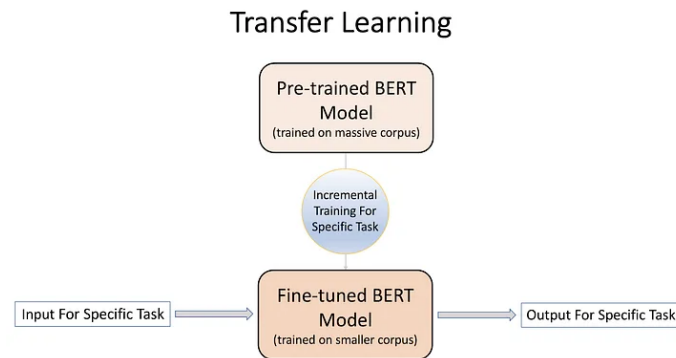 Transfer Learning
Pre-trained BERT
Model
(trained on massive corpus)
Incremental
Training For
Specific Task
Input For Specific Task
Fine-tuned BERT
Model
(trained on smaller corpus)
Output For Specific Task